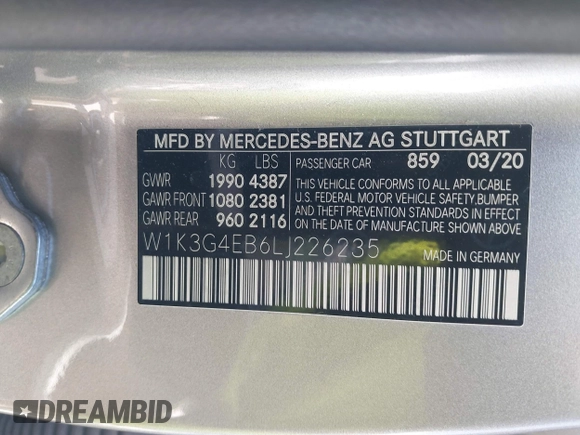 MFD BY MERCEDES-BENZ AG STUTTGART
KG LBS PASSENGER CAR 859 03/20
GVWR 1990 4387 THIS VEHICLE CONFORMS TO ALL APPLICABLE
GAWR FRONT 1080 2381 U.S. FEDERAL MOTOR VEHICLE SAFETY,BUMPER
GAWR REAR 960 2116 AND THEFT PREVENTION STANDARDS IN EFFECT
ON THE DATE OF MANUFACTURE SHOWN ABOVE.
W1K3G4EB6LJ226235 MADE IN GERMANY
DREAMBID